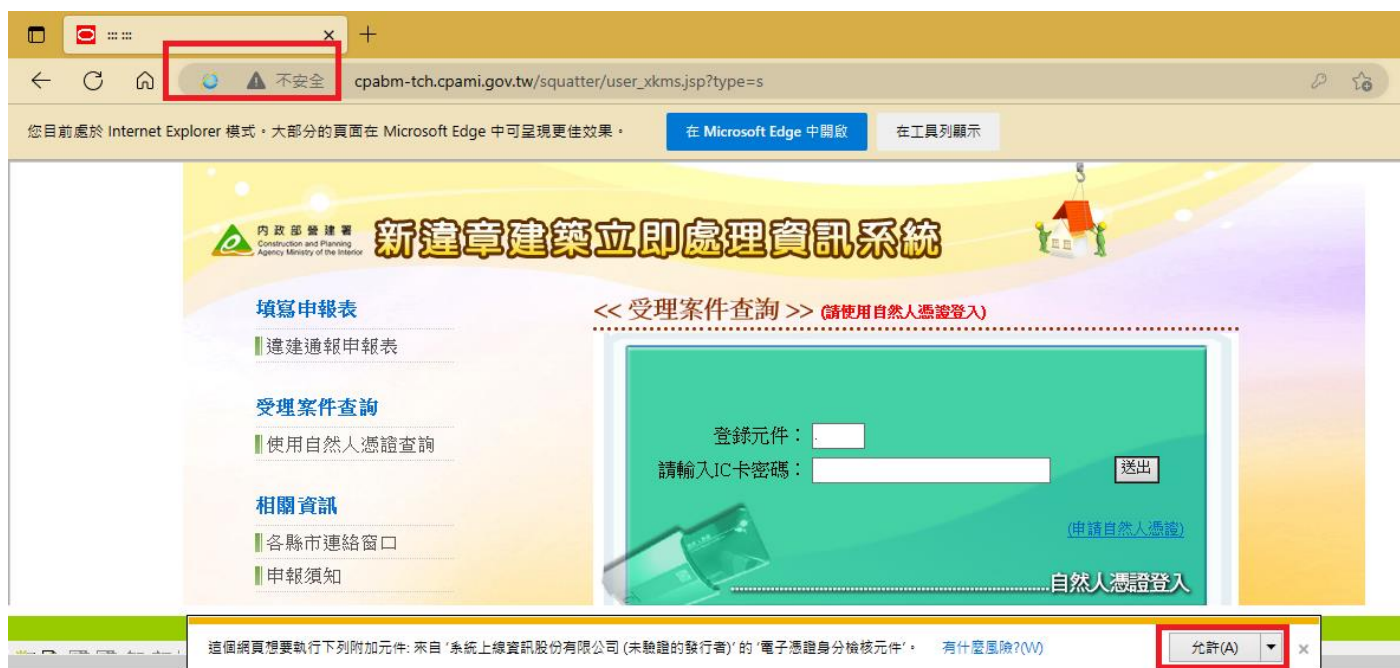 :::: ::::
不安全 cpabm-tch.cpami.gov.tw/squatter/user_xkms.jsp?type=s
您目前處於 Internet Explorer 模式。大部分的頁面在 Microsoft Edge 中可呈現更佳效果。 在 Microsoft Edge 中開啟 在工具列顯示
內政部營建署
Construction and Planning
Agency Ministry of the Interior
新違章建築立即處理資訊系統
填寫申報表
違建通報申報表
受理案件查詢
使用自然人憑證查詢
相關資訊
各縣市連絡窗口
申報須知
<< 受理案件查詢 >> (請使用自然人憑證登入)
登錄元件：
請輸入IC卡密碼： 送出
(申請自然人憑證)
自然人憑證登入
這個網頁想要執行下列附加元件: 來自 '系統上線資訊股份有限公司 (未驗證的發行者)' 的 '電子憑證身分檢核元件'。 有什麼風險?(W) 允許(A)